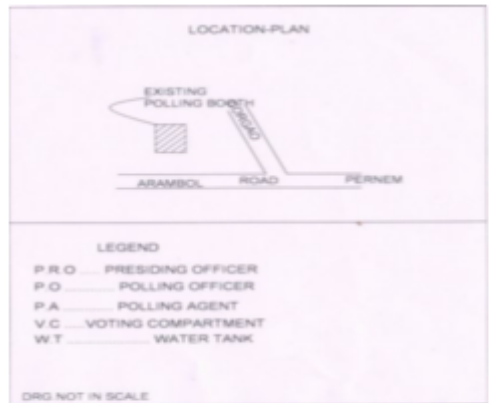 LOCATION-PLAN
EXISTING
POLLING BOOTH
ARAMBOL ROAD PERNEM
LEGEND
P.R.O ..... PRESIDING OFFICER
P.O .............. POLLING OFFICER
P.A .............. POLLING AGENT
V.C ..... VOTING COMPARTMENT
W.T ...................... WATER TANK
DRG.NOT IN SCALE